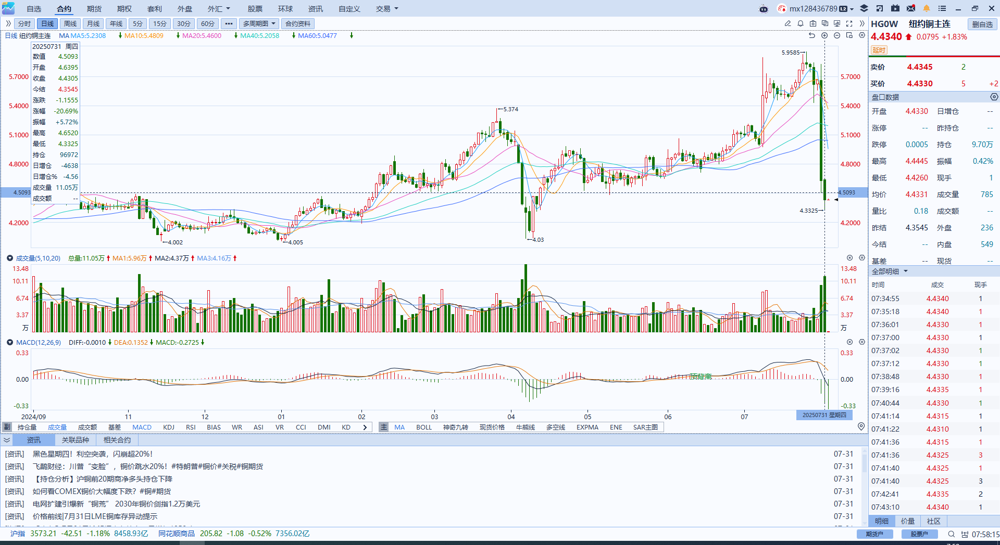 自选 合约 期货 期权 套利 外盘 外汇 股票 环球 资讯 自定义 交易 mx128436789 L2
分时 日线 周线 月线 年线 5分 15分 30分 60分 ••• 多周期图 合约资料
日线 纽约铜主连 MA MA5:5.2308 MA10:5.4809 MA20:5.4600 MA40:5.2058 MA60:5.0477
20250731 周四
数值 4.5093
开盘 4.6395
收盘 4.4305
今结 4.3545
涨跌 -1.1555
涨幅 -20.69%
振幅 +5.72%
最高 4.6520
最低 4.3325
持仓 96972
日增仓 -4638
日增仓% -4.56
成交量 11.05万
成交额 --
5.7000
5.4000
5.1000
4.8000
4.5093
4.2000
5.9585
5.374
4.002
4.005
4.03
4.3325
5.7000
5.4000
5.1000
4.8000
4.5093
4.2000
成交量(5,10,20) 总量:11.05万 MA1:5.96万 MA2:4.37万 MA3:4.16万
13.48
10.11
6.74
3.37
万
13.48
10.11
6.74
3.37
万
MACD(12,26,9) DIFF:-0.0010 DEA:0.1352 MACD:-0.2725
0.33
0.00
-0.33
顶背离
0.33
0.00
-0.33
2024/09 11 12 01 02 03 04 05 06 07 20250731 星期四
副 持仓量 成交量 成交额 基差 MACD KDJ RSI BIAS WR ASI VR CCI DMI KD
主 MA BOLL 神奇九转 现货价格 牛熊线 多空线 EXPMA ENE SAR主图
资讯 关联品种 相关合约
[资讯] 黑色星期四！利空突袭，闪崩超20%！ 07-31
[资讯] 飞鹊财经：川普“变脸”，铜价跳水20%！#特朗普#铜价#关税#铜期货 07-31
[资讯] 【持仓分析】沪铜前20期商净多头持仓下降 07-31
[资讯] 如何看COMEX铜价大幅度下跌？#铜#期货 07-31
[资讯] 电网扩建引爆新“铜荒” 2030年铜价剑指1.2万美元 07-31
[资讯] 价格前线|7月31日LME铜库存异动提示 07-31
HG0W 纽约铜主连 删自选
4.4340 0.0795 +1.83%
延时
卖价 4.4345 2
买价 4.4330 5 +2
盘口数据
开盘 4.4330 日增仓 --
涨停 -- 昨持仓 --
跌停 0.0005 持仓 9.70万
最高 4.4445 振幅 0.42%
最低 4.4260 现手 1
均价 4.4331 成交量 785
量比 0.18 成交额 --
昨结 4.3545 外盘 236
今结 -- 内盘 549
基差 -- 现货 --
全部明细
时间 成交 现手
07:34:55 4.4340 1
07:35:18 4.4340 1
07:36:01 4.4330 1
07:37:00 4.4330 1
07:37:02 4.4330 1
07:37:12 4.4330 1
07:38:48 4.4330 1
07:39:16 4.4335 1
07:40:44 4.4330 1
07:41:14 4.4315 1
07:41:22 4.4310 1
07:41:36 4.4315 1
07:41:36 4.4325 3
07:41:40 4.4325 1
07:41:40 4.4325 3
07:42:41 4.4335 2
07:43:10 4.4340 1
明细 价量 社区
沪指 3573.21 -42.51 -1.18% 8458.93亿 同花顺商品 205.82 -1.08 -0.52% 7356.02亿 期货户 股票户 07:58:15